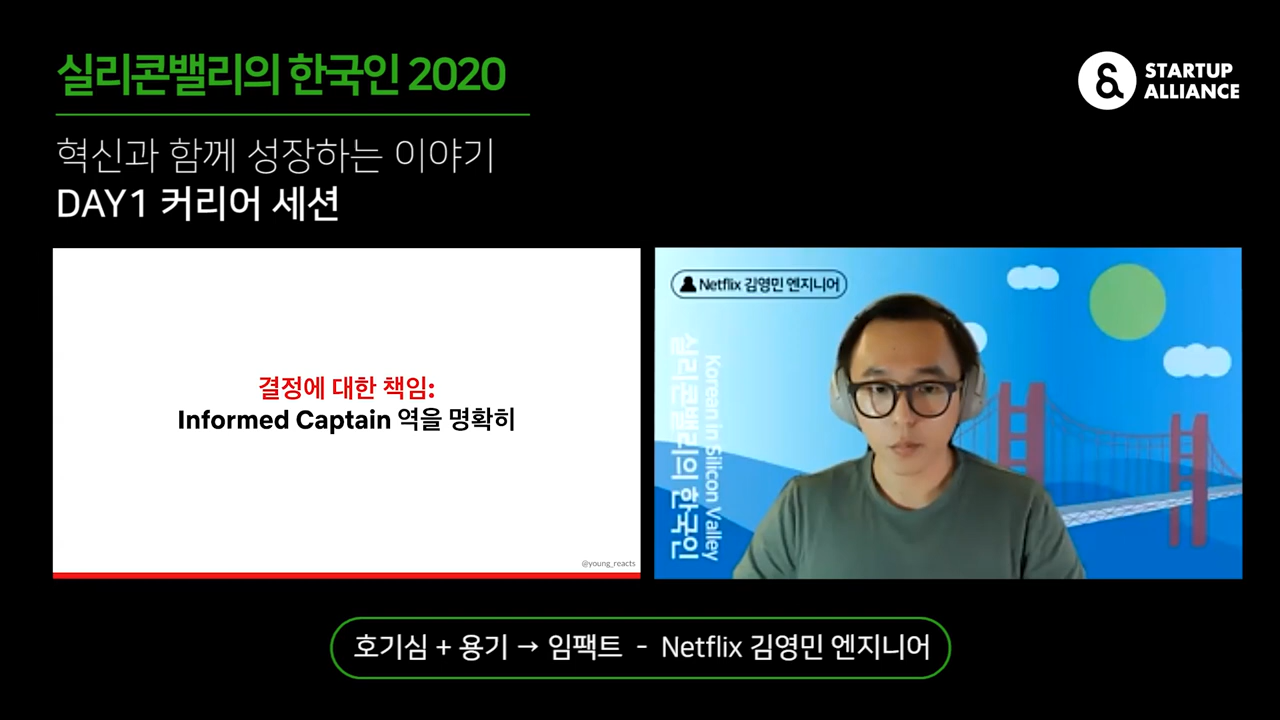 실리콘밸리의 한국인 2020
STARTUP
ALLIANCE
혁신과 함께 성장하는 이야기
DAY1 커리어 세션
결정에 대한 책임:
Informed Captain 역을 명확히
@young_reacts
Netflix 김영민 엔지니어
Korean in Silicon Valley
실리콘밸리의 한국인
호기심 + 용기 → 임팩트 - Netflix 김영민 엔지니어